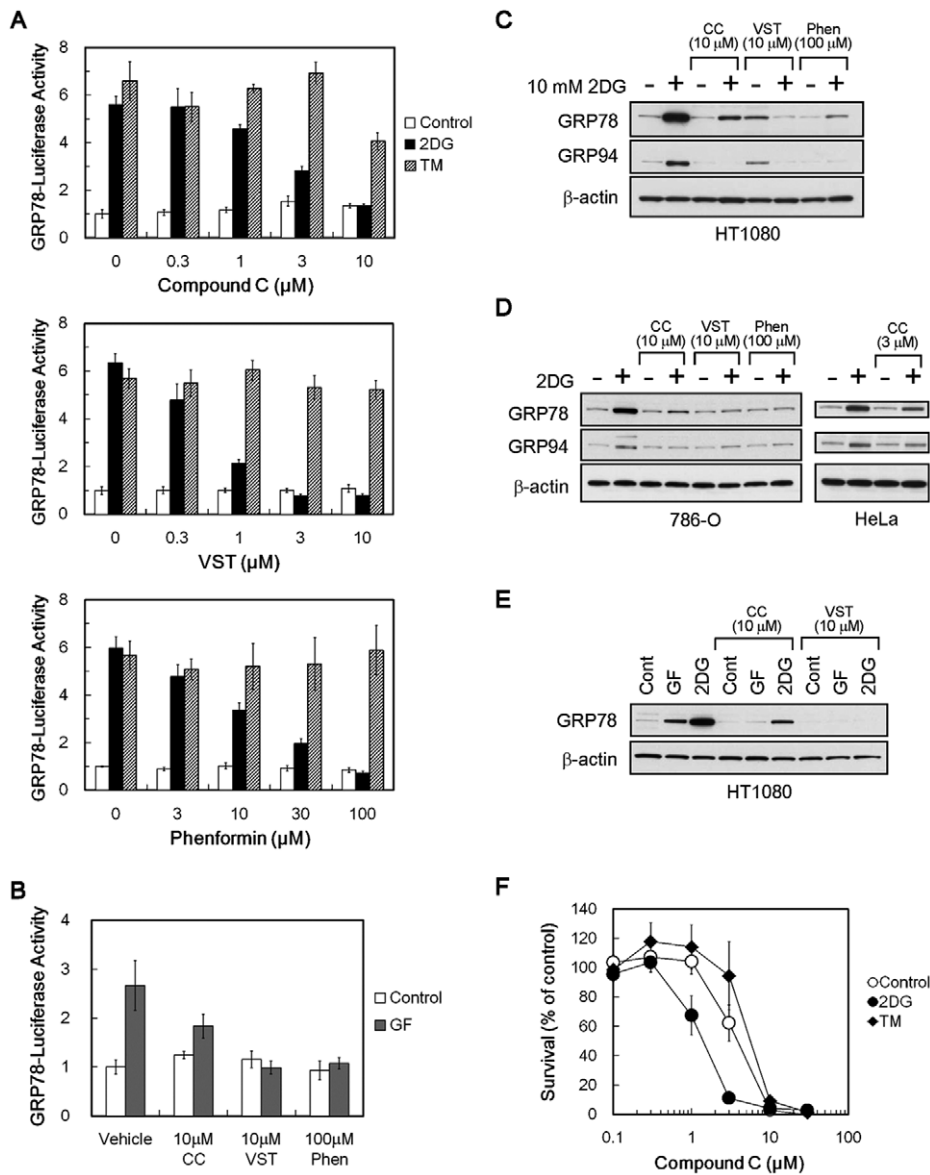 A
GRP78-Luciferase Activity
8
6
4
2
0
Control
2DG
TM
0 0.3 1 3 10
Compound C (μM)
GRP78-Luciferase Activity
8
6
4
2
0
0 0.3 1 3 10
VST (μM)
GRP78-Luciferase Activity
8
6
4
2
0
0 3 10 30 100
Phenformin (μM)
B
GRP78-Luciferase Activity
4
3
2
1
0
Control
GF
Vehicle 10μM 10μM 100μM
CC VST Phen
C
CC VST Phen
(10 μM) (10 μM) (100 μM)
10 mM 2DG - + - + - + - +
GRP78
GRP94
β-actin
HT1080
D
CC VST Phen
(10 μM) (10 μM) (100 μM)
CC
(3 μM)
2DG - + - + - + - + - + - +
GRP78
GRP94
β-actin
786-O HeLa
E
CC VST
(10 μM) (10 μM)
Cont GF 2DG Cont GF 2DG Cont GF 2DG
GRP78
β-actin
HT1080
F
Survival (% of control)
140
120
100
80
60
40
20
0
Control
2DG
TM
0.1 1 10 100
Compound C (μM)